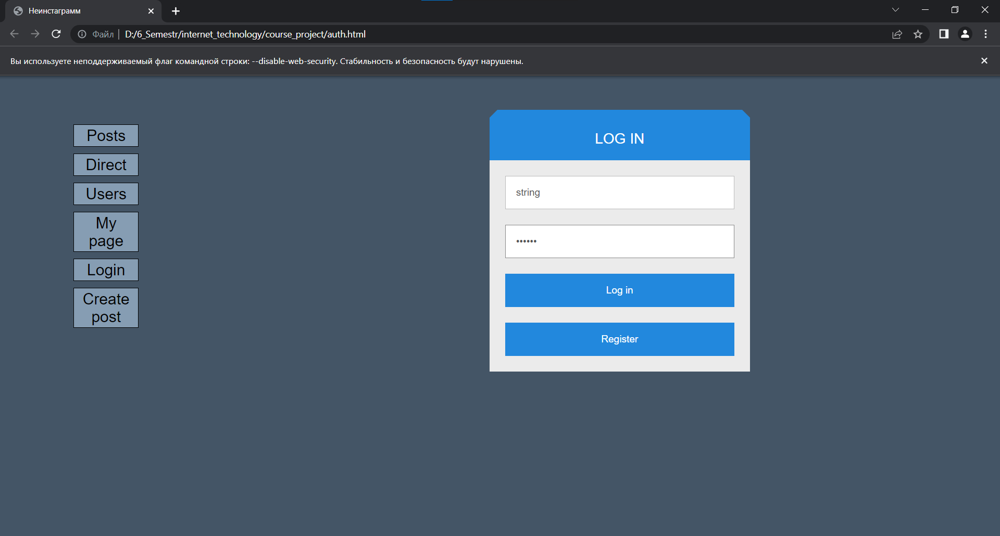 Неинстаграмм
Файл | D:/6_Semestr/internet_technology/course_project/auth.html
Вы используете неподдерживаемый флаг командной строки: --disable-web-security. Стабильность и безопасность будут нарушены.
Posts
Direct
Users
My
page
Login
Create
post
LOG IN
string
••••••
Log in
Register